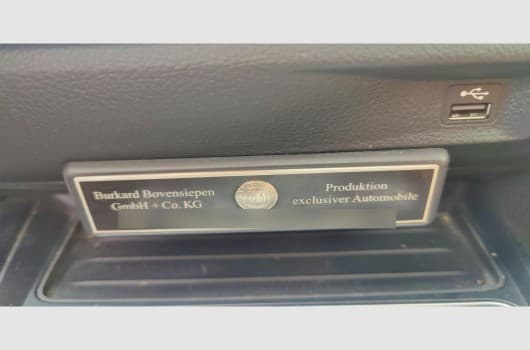 Burkard Bovensiepen
GmbH + Co. KG
Produktion
exclusiver Automobile